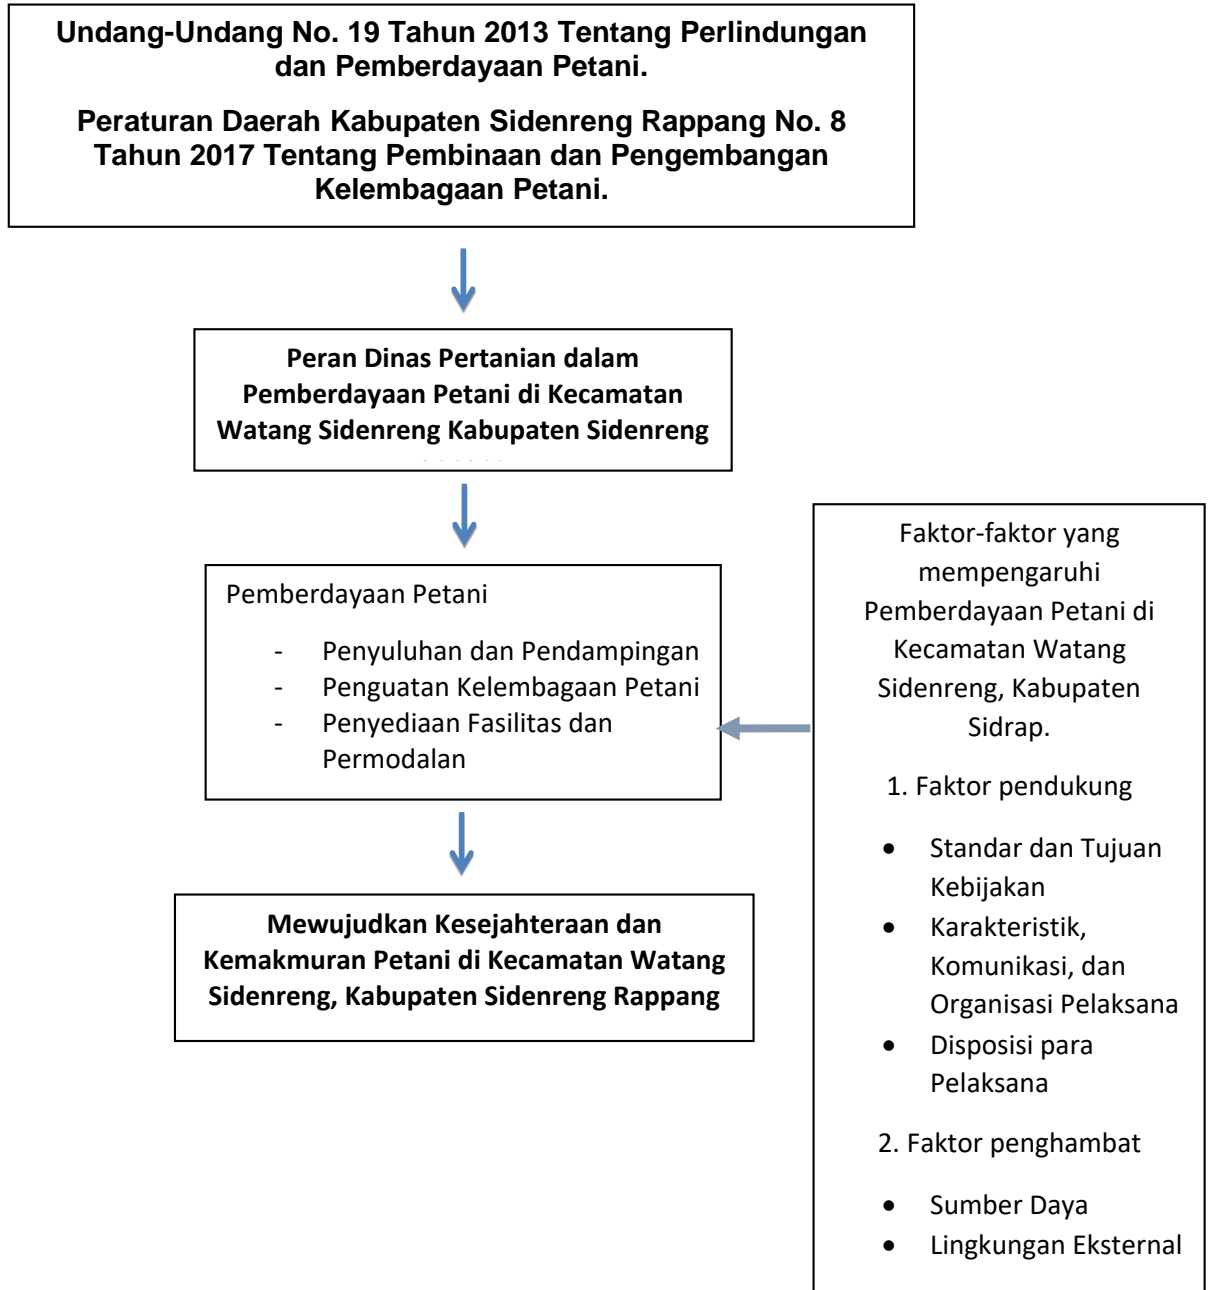 Undang-Undang No. 19 Tahun 2013 Tentang Perlindungan
dan Pemberdayaan Petani.
Peraturan Daerah Kabupaten Sidenreng Rappang No. 8
Tahun 2017 Tentang Pembinaan dan Pengembangan
Kelembagaan Petani.
Peran Dinas Pertanian dalam
Pemberdayaan Petani di Kecamatan
Watang Sidenreng Kabupaten Sidenreng
Pemberdayaan Petani
- Penyuluhan dan Pendampingan
- Penguatan Kelembagaan Petani
- Penyediaan Fasilitas dan
Permodalan
Mewujudkan Kesejahteraan dan
Kemakmuran Petani di Kecamatan Watang
Sidenreng, Kabupaten Sidenreng Rappang
Faktor-faktor yang
mempengaruhi
Pemberdayaan Petani di
Kecamatan Watang
Sidenreng, Kabupaten
Sidrap.
1. Faktor pendukung
• Standar dan Tujuan
Kebijakan
• Karakteristik,
Komunikasi, dan
Organisasi Pelaksana
• Disposisi para
Pelaksana
2. Faktor penghambat
• Sumber Daya
• Lingkungan Eksternal